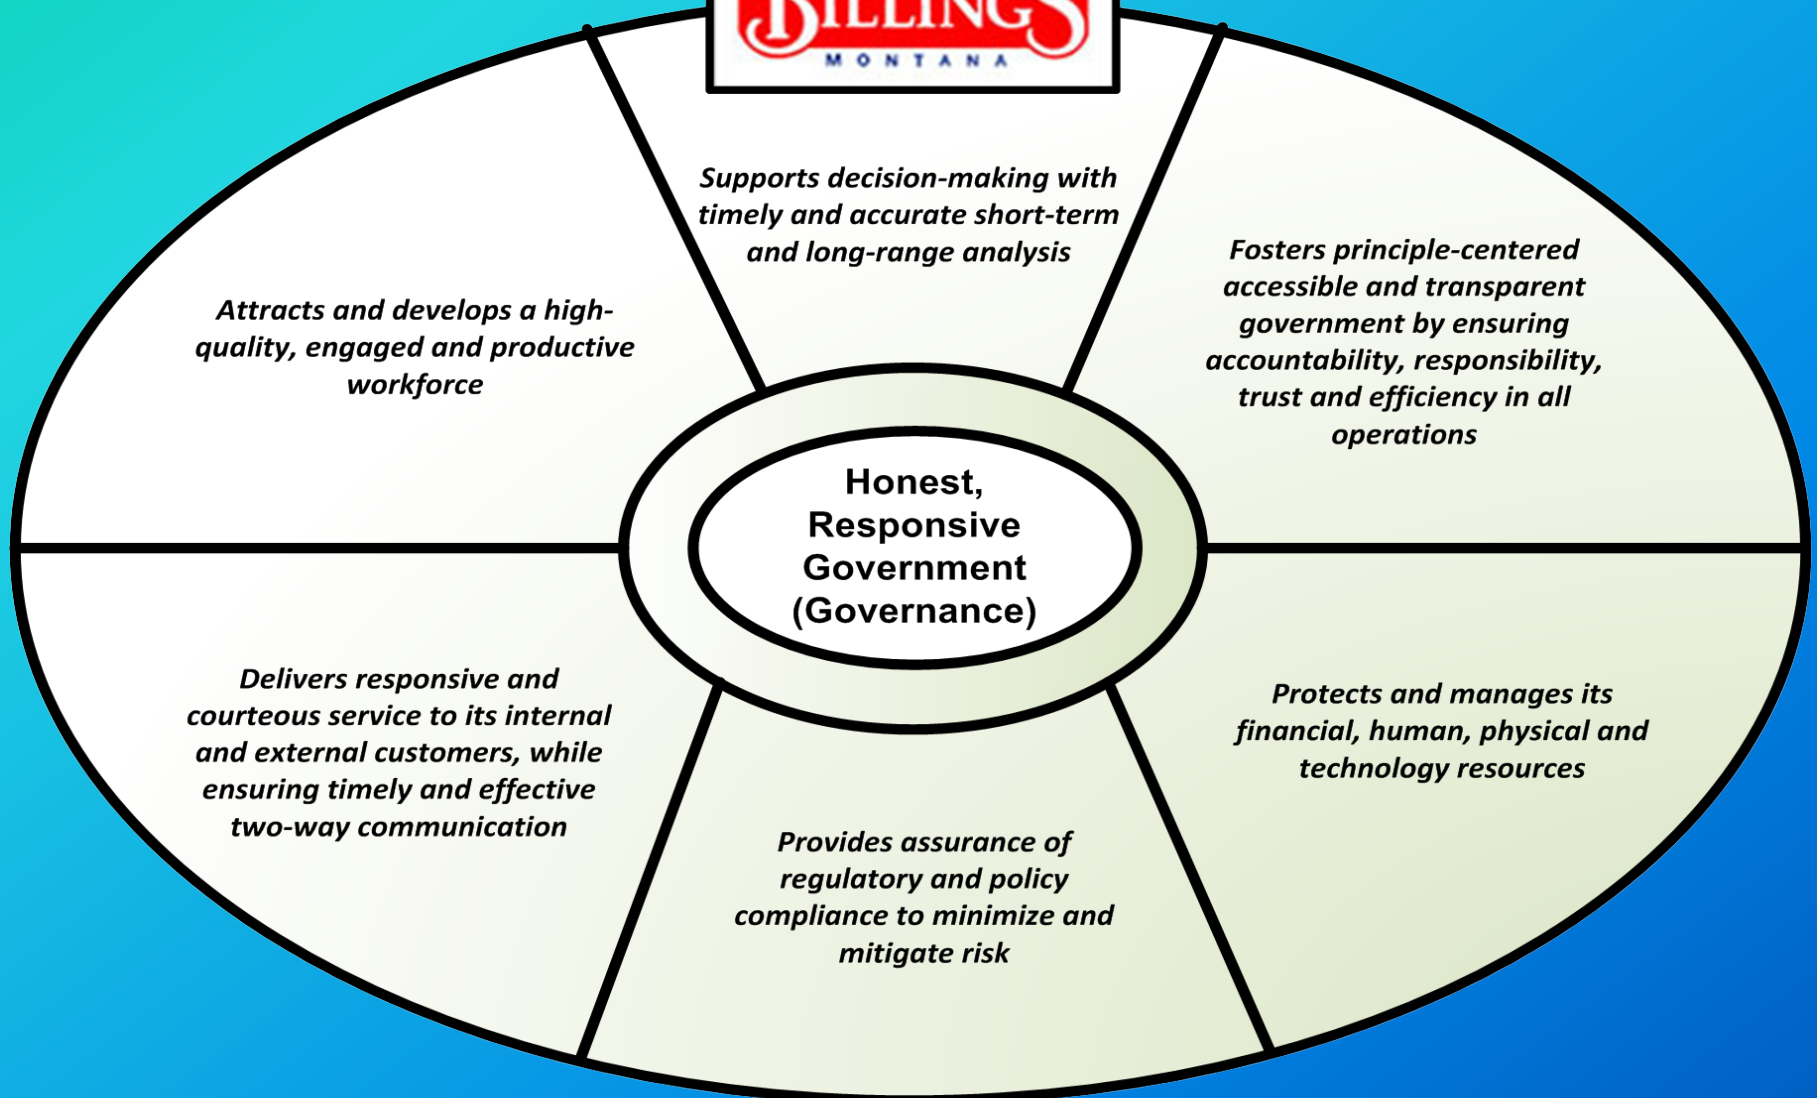 BILLINGS
MONTANA
Supports decision-making with
timely and accurate short-term
and long-range analysis
Fosters principle-centered
accessible and transparent
government by ensuring
accountability, responsibility,
trust and efficiency in all
operations
Attracts and develops a high-
quality, engaged and productive
workforce
Honest,
Responsive
Government
(Governance)
Delivers responsive and
courteous service to its internal
and external customers, while
ensuring timely and effective
two-way communication
Protects and manages its
financial, human, physical and
technology resources
Provides assurance of
regulatory and policy
compliance to minimize and
mitigate risk